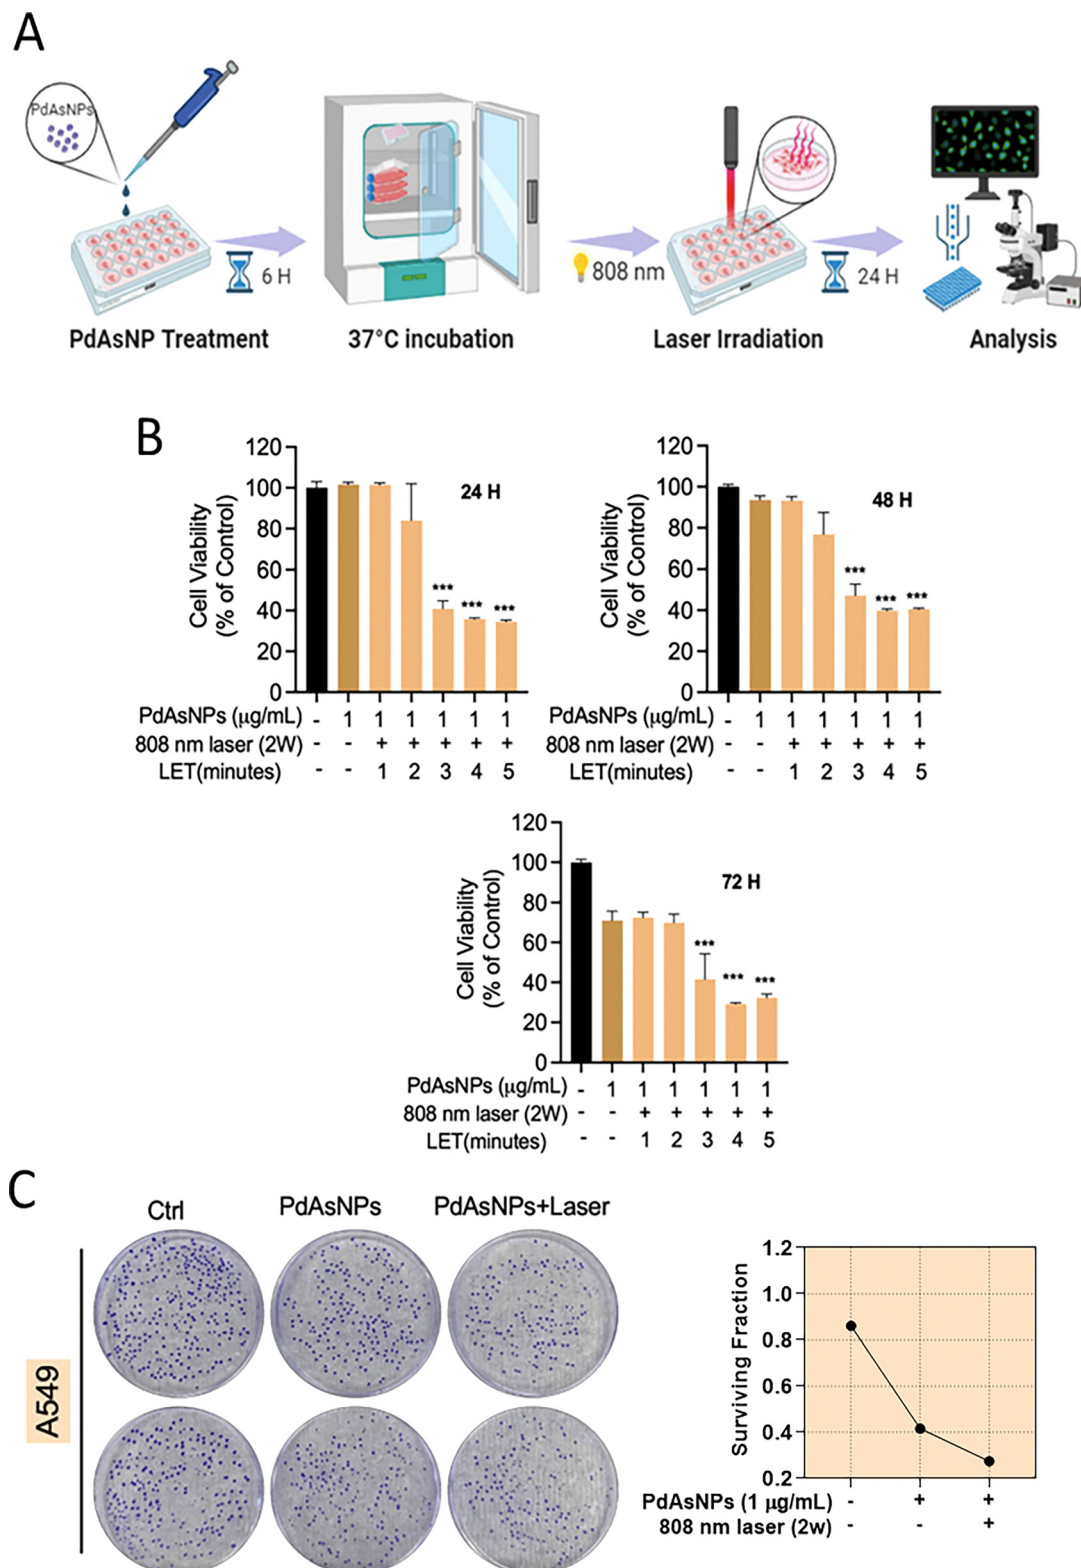 A
PdAsNPs
6 H
808 nm
24 H
PdAsNP Treatment
37°C incubation
Laser Irradiation
Analysis
B
120
100
80
60
40
20
0
Cell Viability
(% of Control)
24 H
***
***
***
PdAsNPs (μg/mL) - 1 1 1 1 1 1
808 nm laser (2W) - - + + + + +
LET(minutes) - - 1 2 3 4 5
120
100
80
60
40
20
0
Cell Viability
(% of Control)
48 H
***
***
***
PdAsNPs (μg/mL) - 1 1 1 1 1 1
808 nm laser (2W) - - + + + + +
LET(minutes) - - 1 2 3 4 5
120
100
80
60
40
20
0
Cell Viability
(% of Control)
72 H
***
***
***
PdAsNPs (μg/mL) - 1 1 1 1 1 1
808 nm laser (2W) - - + + + + +
LET(minutes) - - 1 2 3 4 5
C
Ctrl
PdAsNPs
PdAsNPs+Laser
A549
1.2
1.0
0.8
0.6
0.4
0.2
Surviving Fraction
PdAsNPs (1 μg/mL) - + +
808 nm laser (2w) - - +